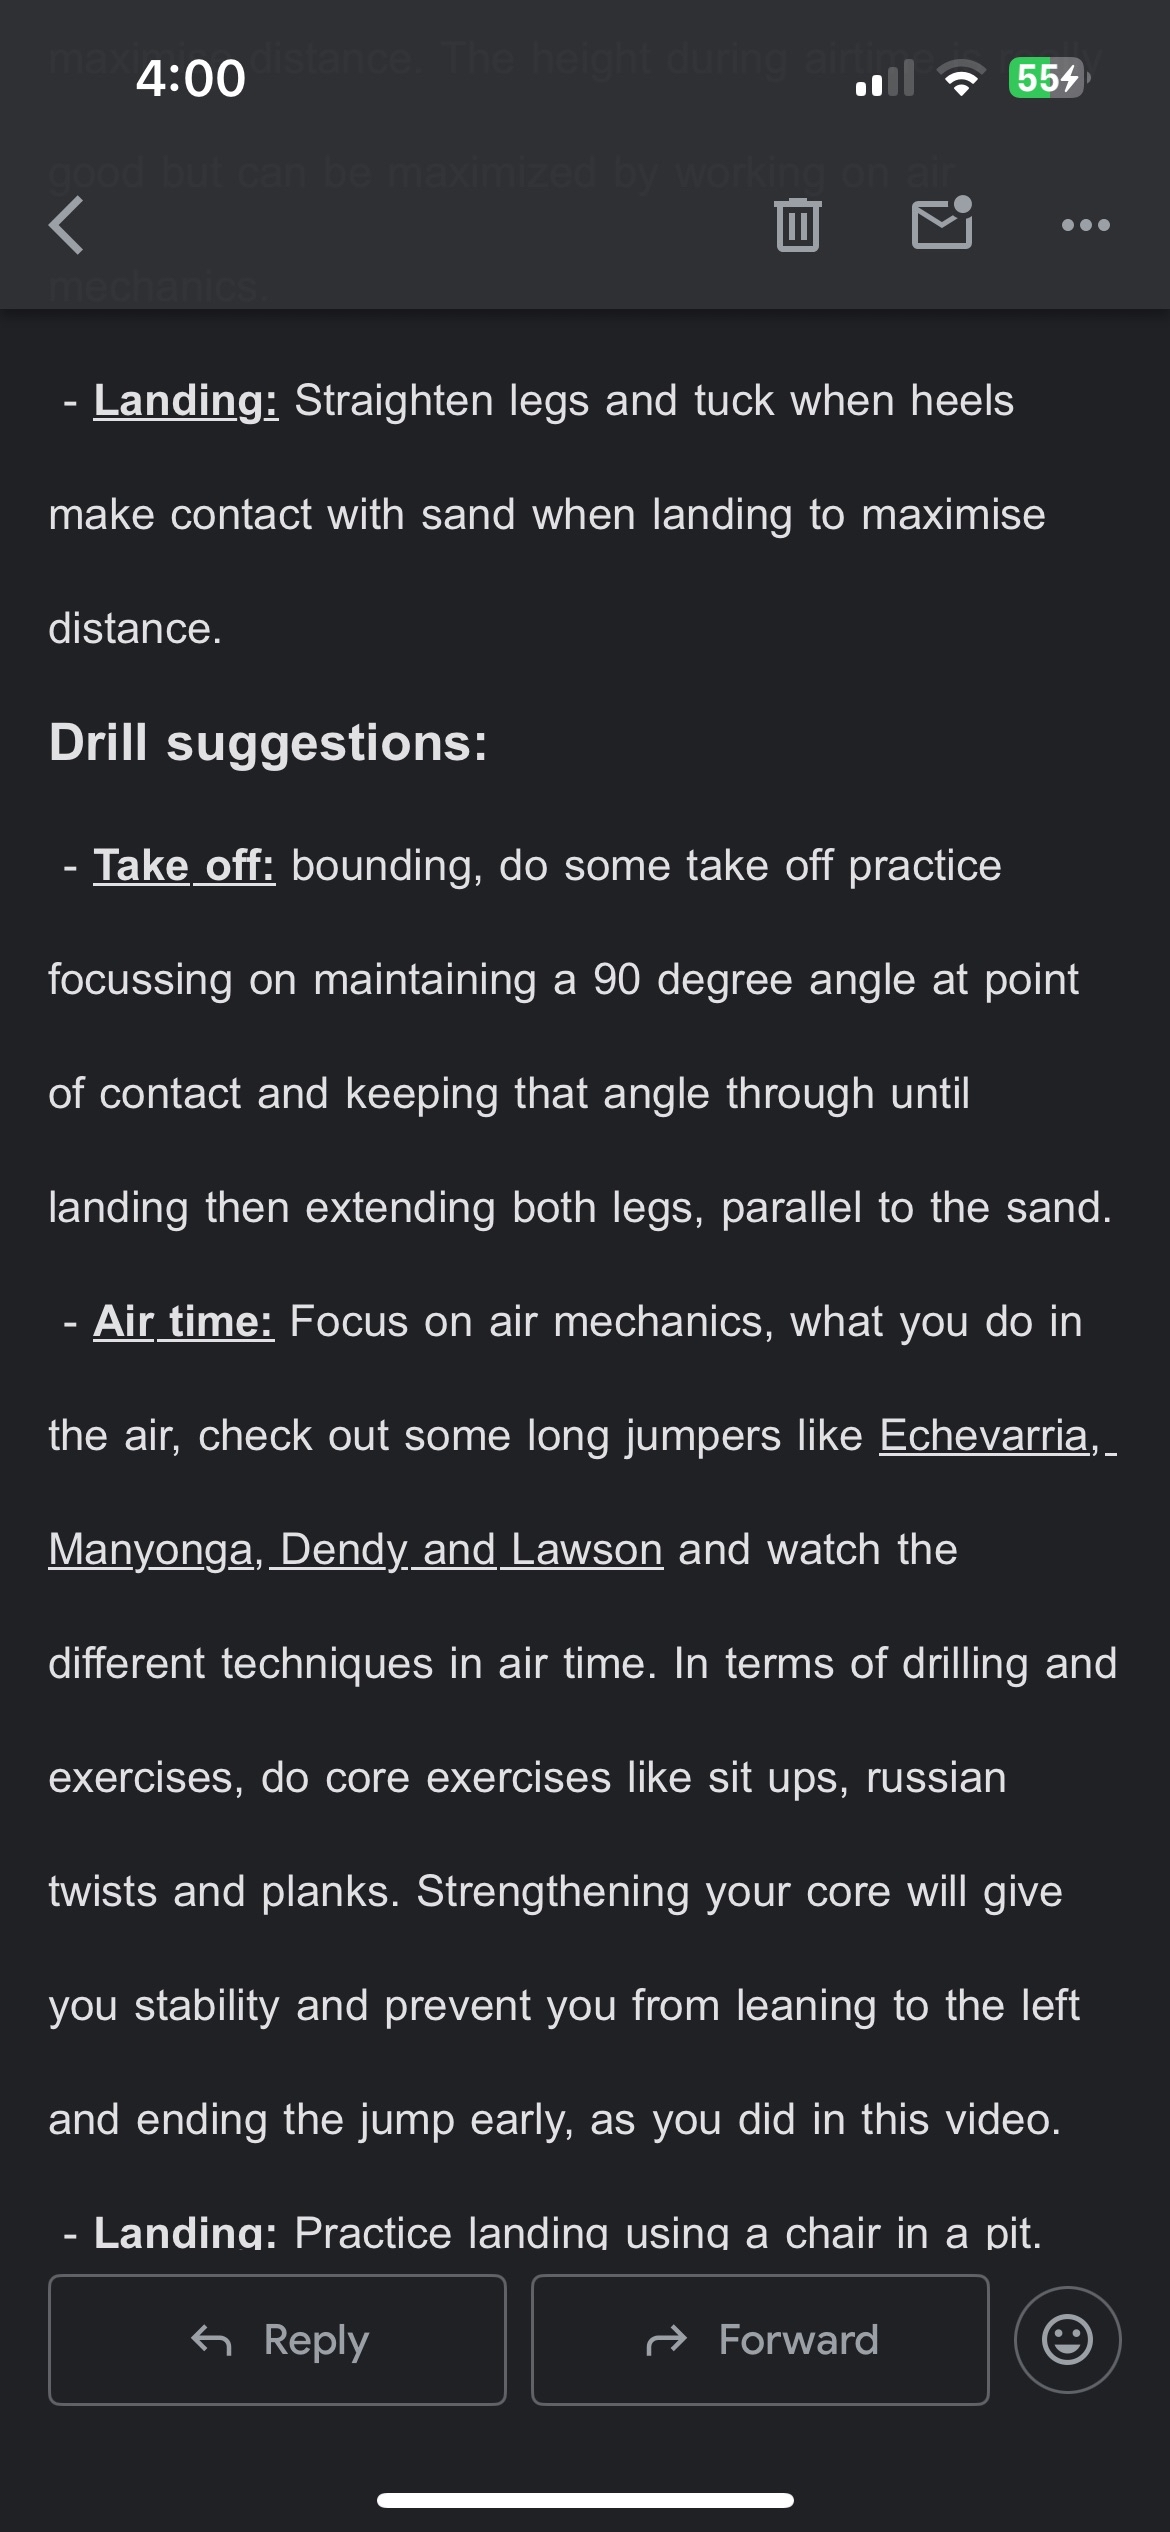 maximise distance. The height during airtime is really
4:00
55
good but can be maximized by working on air
mechanics.
- Landing: Straighten legs and tuck when heels
make contact with sand when landing to maximise
distance.
Drill suggestions:
- Take off: bounding, do some take off practice
focussing on maintaining a 90 degree angle at point
of contact and keeping that angle through until
landing then extending both legs, parallel to the sand.
- Air time: Focus on air mechanics, what you do in
the air, check out some long jumpers like Echevarria,
Manyonga, Dendy and Lawson and watch the
different techniques in air time. In terms of drilling and
exercises, do core exercises like sit ups, russian
twists and planks. Strengthening your core will give
you stability and prevent you from leaning to the left
and ending the jump early, as you did in this video.
- Landing: Practice landing using a chair in a pit.
Reply
Forward